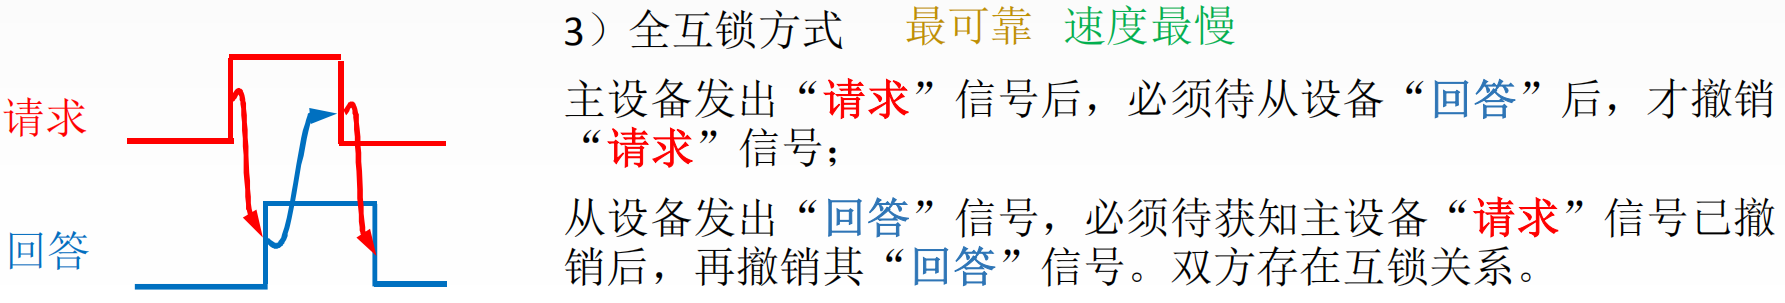 3）全互锁方式 最可靠 速度最慢
请求
主设备发出“请求”信号后，必须待从设备“回答”后，才撤销
“请求”信号；
回答
从设备发出“回答”信号，必须待获知主设备“请求”信号已撤
销后，再撤销其“回答”信号。双方存在互锁关系。